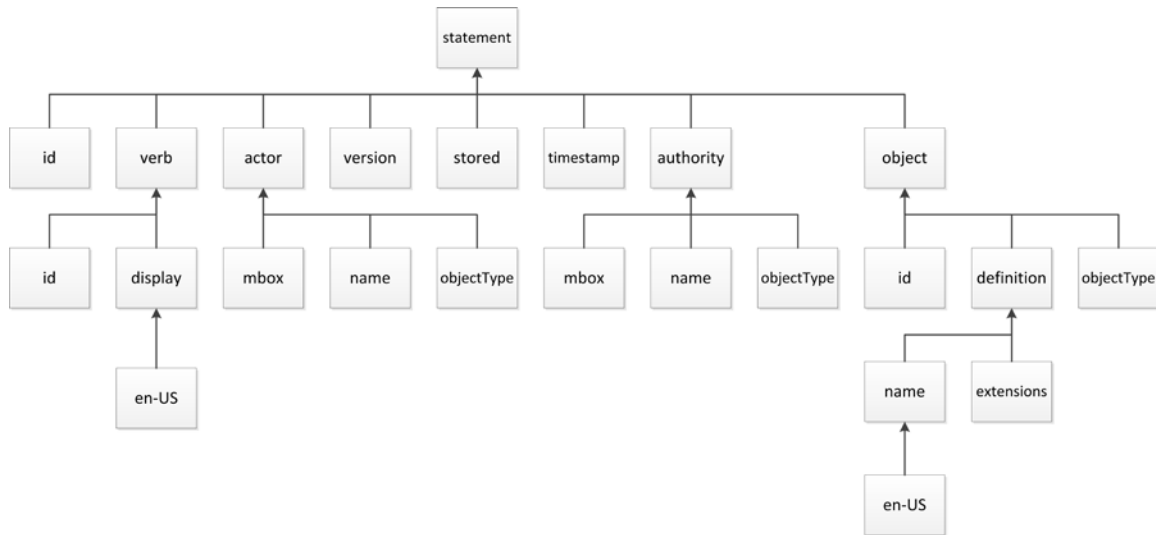 statement
id
verb
actor
version
stored
timestamp
authority
object
id
display
mbox
name
objectType
mbox
name
objectType
id
definition
objectType
en-US
name
extensions
en-US